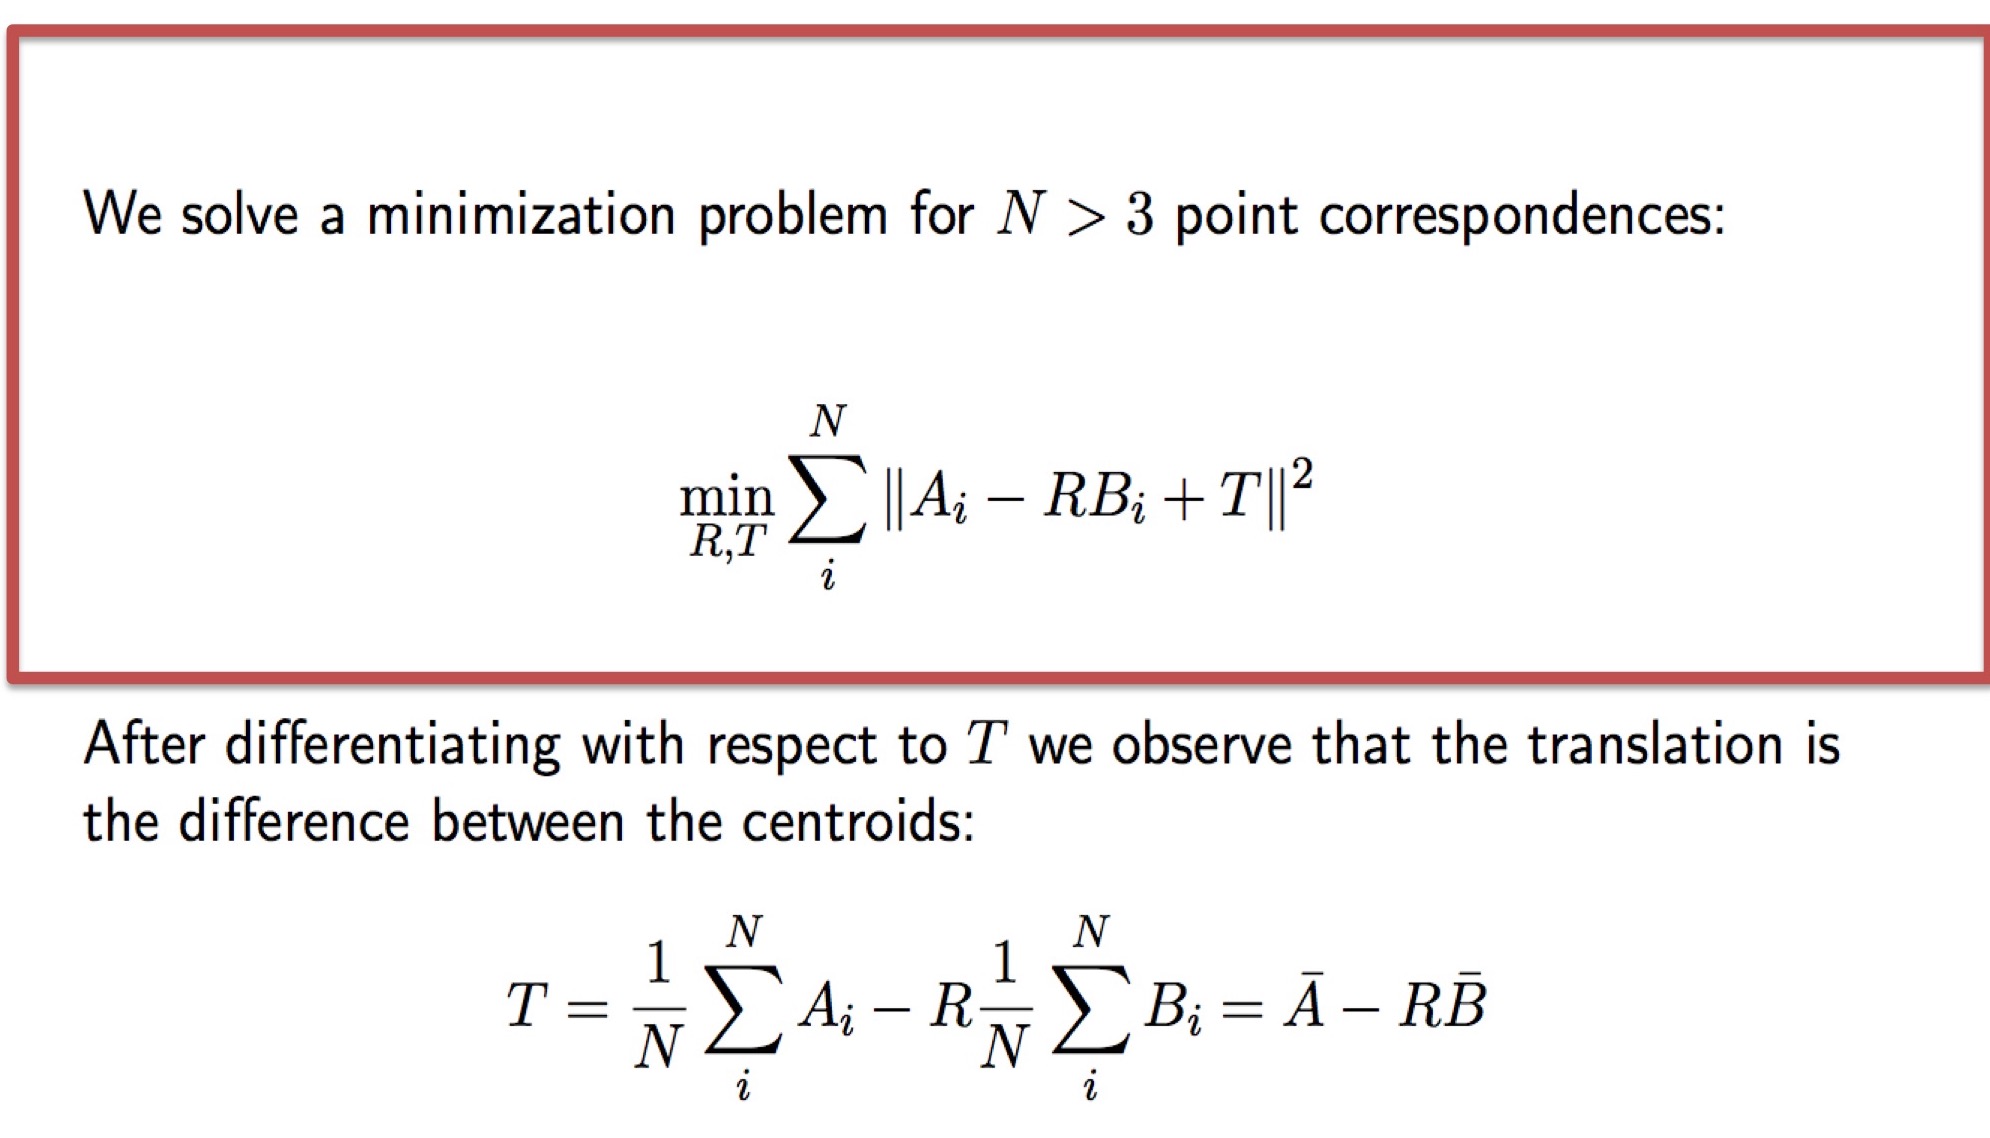 We solve a minimization problem for N > 3 point correspondences:
$\min_{R,T} \sum_{i}^{N} \|A_i - RB_i + T\|^2$
After differentiating with respect to T we observe that the translation is
the difference between the centroids:
$T = \frac{1}{N} \sum_{i}^{N} A_i - R \frac{1}{N} \sum_{i}^{N} B_i = \bar{A} - R\bar{B}$